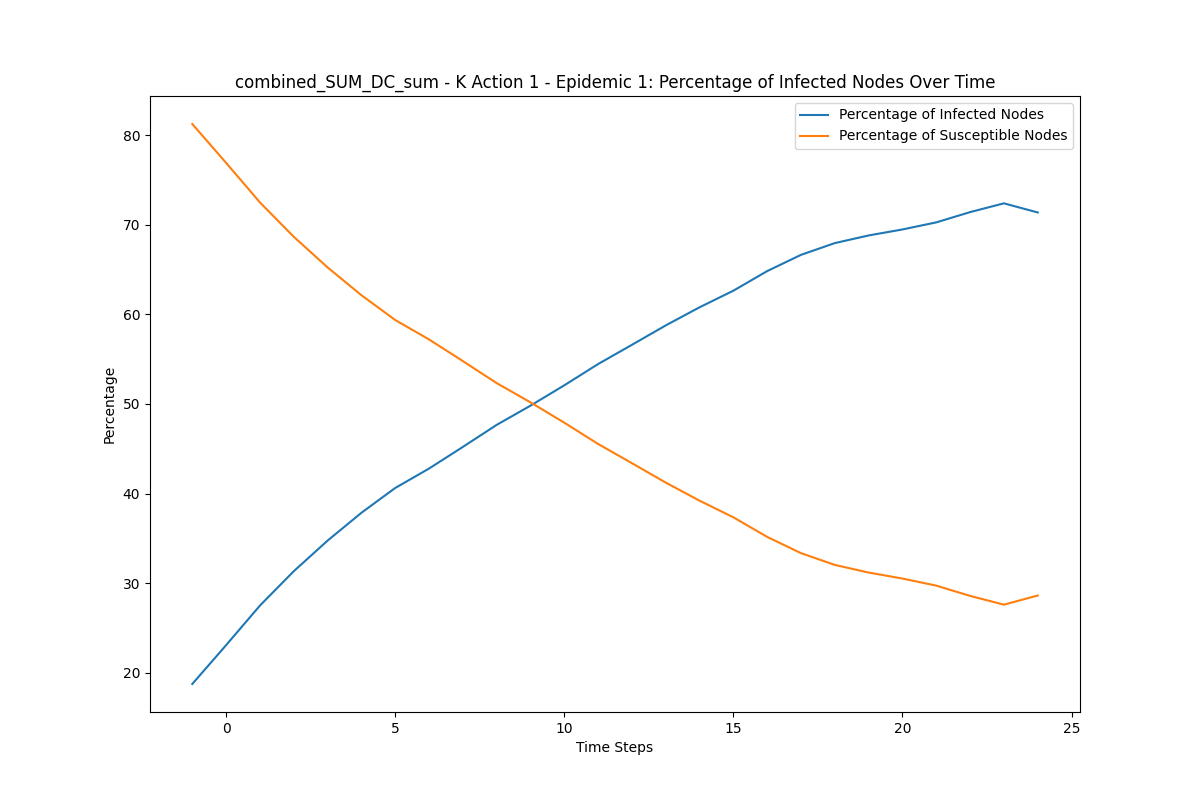 combined_SUM_DC_sum - K Action 1 - Epidemic 1: Percentage of Infected Nodes Over Time
Percentage of Infected Nodes
Percentage of Susceptible Nodes
80
70
60
50
40
30
20
Percentage
0 5 10 15 20 25
Time Steps